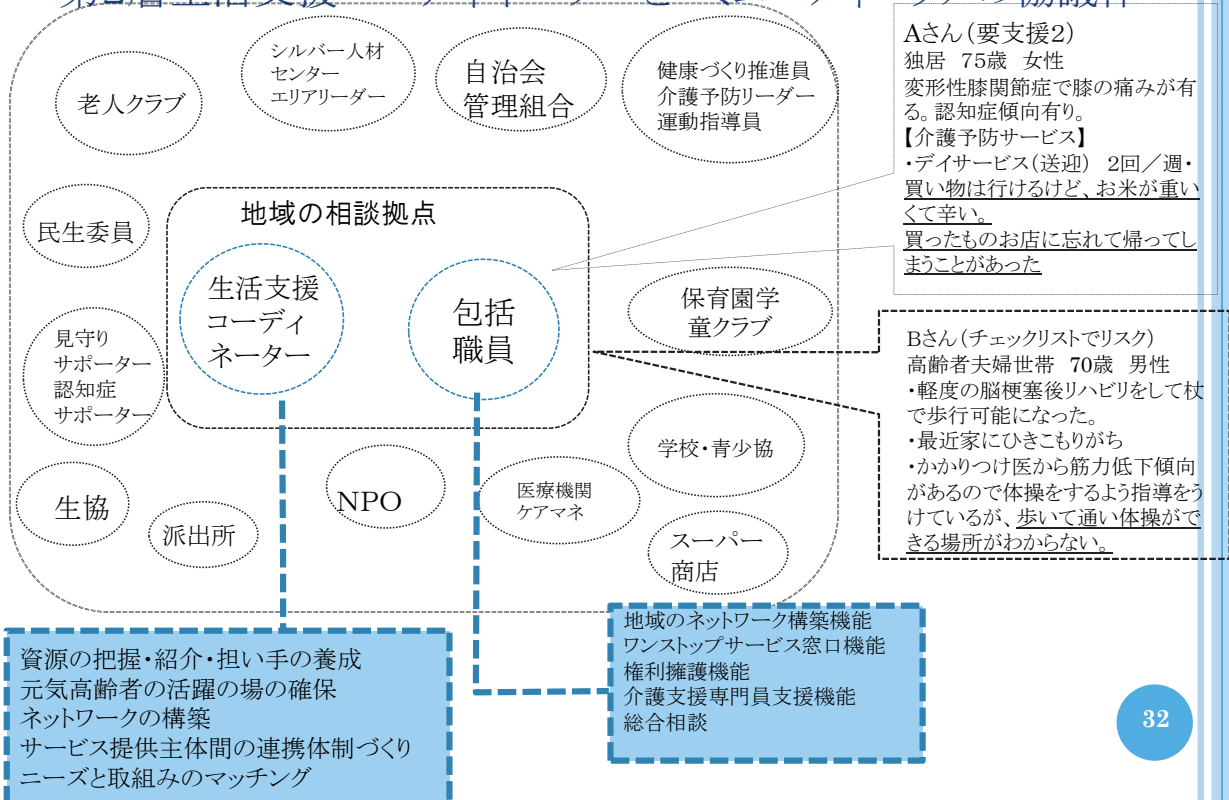 老人クラブ
シルバー人材
センター
エリアリーダー
自治会
管理組合
健康づくり推進員
介護予防リーダー
運動指導員
民生委員
地域の相談拠点
生活支援
コーディ
ネーター
包括
職員
保育園学
童クラブ
見守り
サポーター
認知症
サポーター
学校・青少協
生協
派出所
NPO
医療機関
ケアマネ
スーパー
商店
Aさん(要支援2)
独居 75歳 女性
変形性膝関節症で膝の痛みが有
る。認知症傾向有り。
【介護予防サービス】
・デイサービス(送迎) 2回/週・
買い物は行けるけど、お米が重い
くて辛い。
買ったものお店に忘れて帰ってし
まうことがあった
Bさん(チェックリストでリスク)
高齢者夫婦世帯 70歳 男性
・軽度の脳梗塞後リハビリをして杖
で歩行可能になった。
・最近家にひきこもりがち
・かかりつけ医から筋力低下傾向
があるので体操をするよう指導をう
けているが、歩いて通い体操がで
きる場所がわからない。
資源の把握・紹介・担い手の養成
元気高齢者の活躍の場の確保
ネットワークの構築
サービス提供主体間の連携体制づくり
ニーズと取組みのマッチング
地域のネットワーク構築機能
ワンストップサービス窓口機能
権利擁護機能
介護支援専門員支援機能
総合相談
32